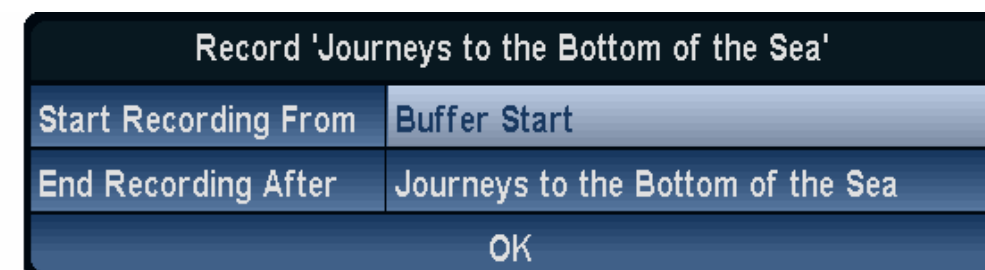 Record 'Journeys to the Bottom of the Sea'
Start Recording From Buffer Start
End Recording After Journeys to the Bottom of the Sea
OK